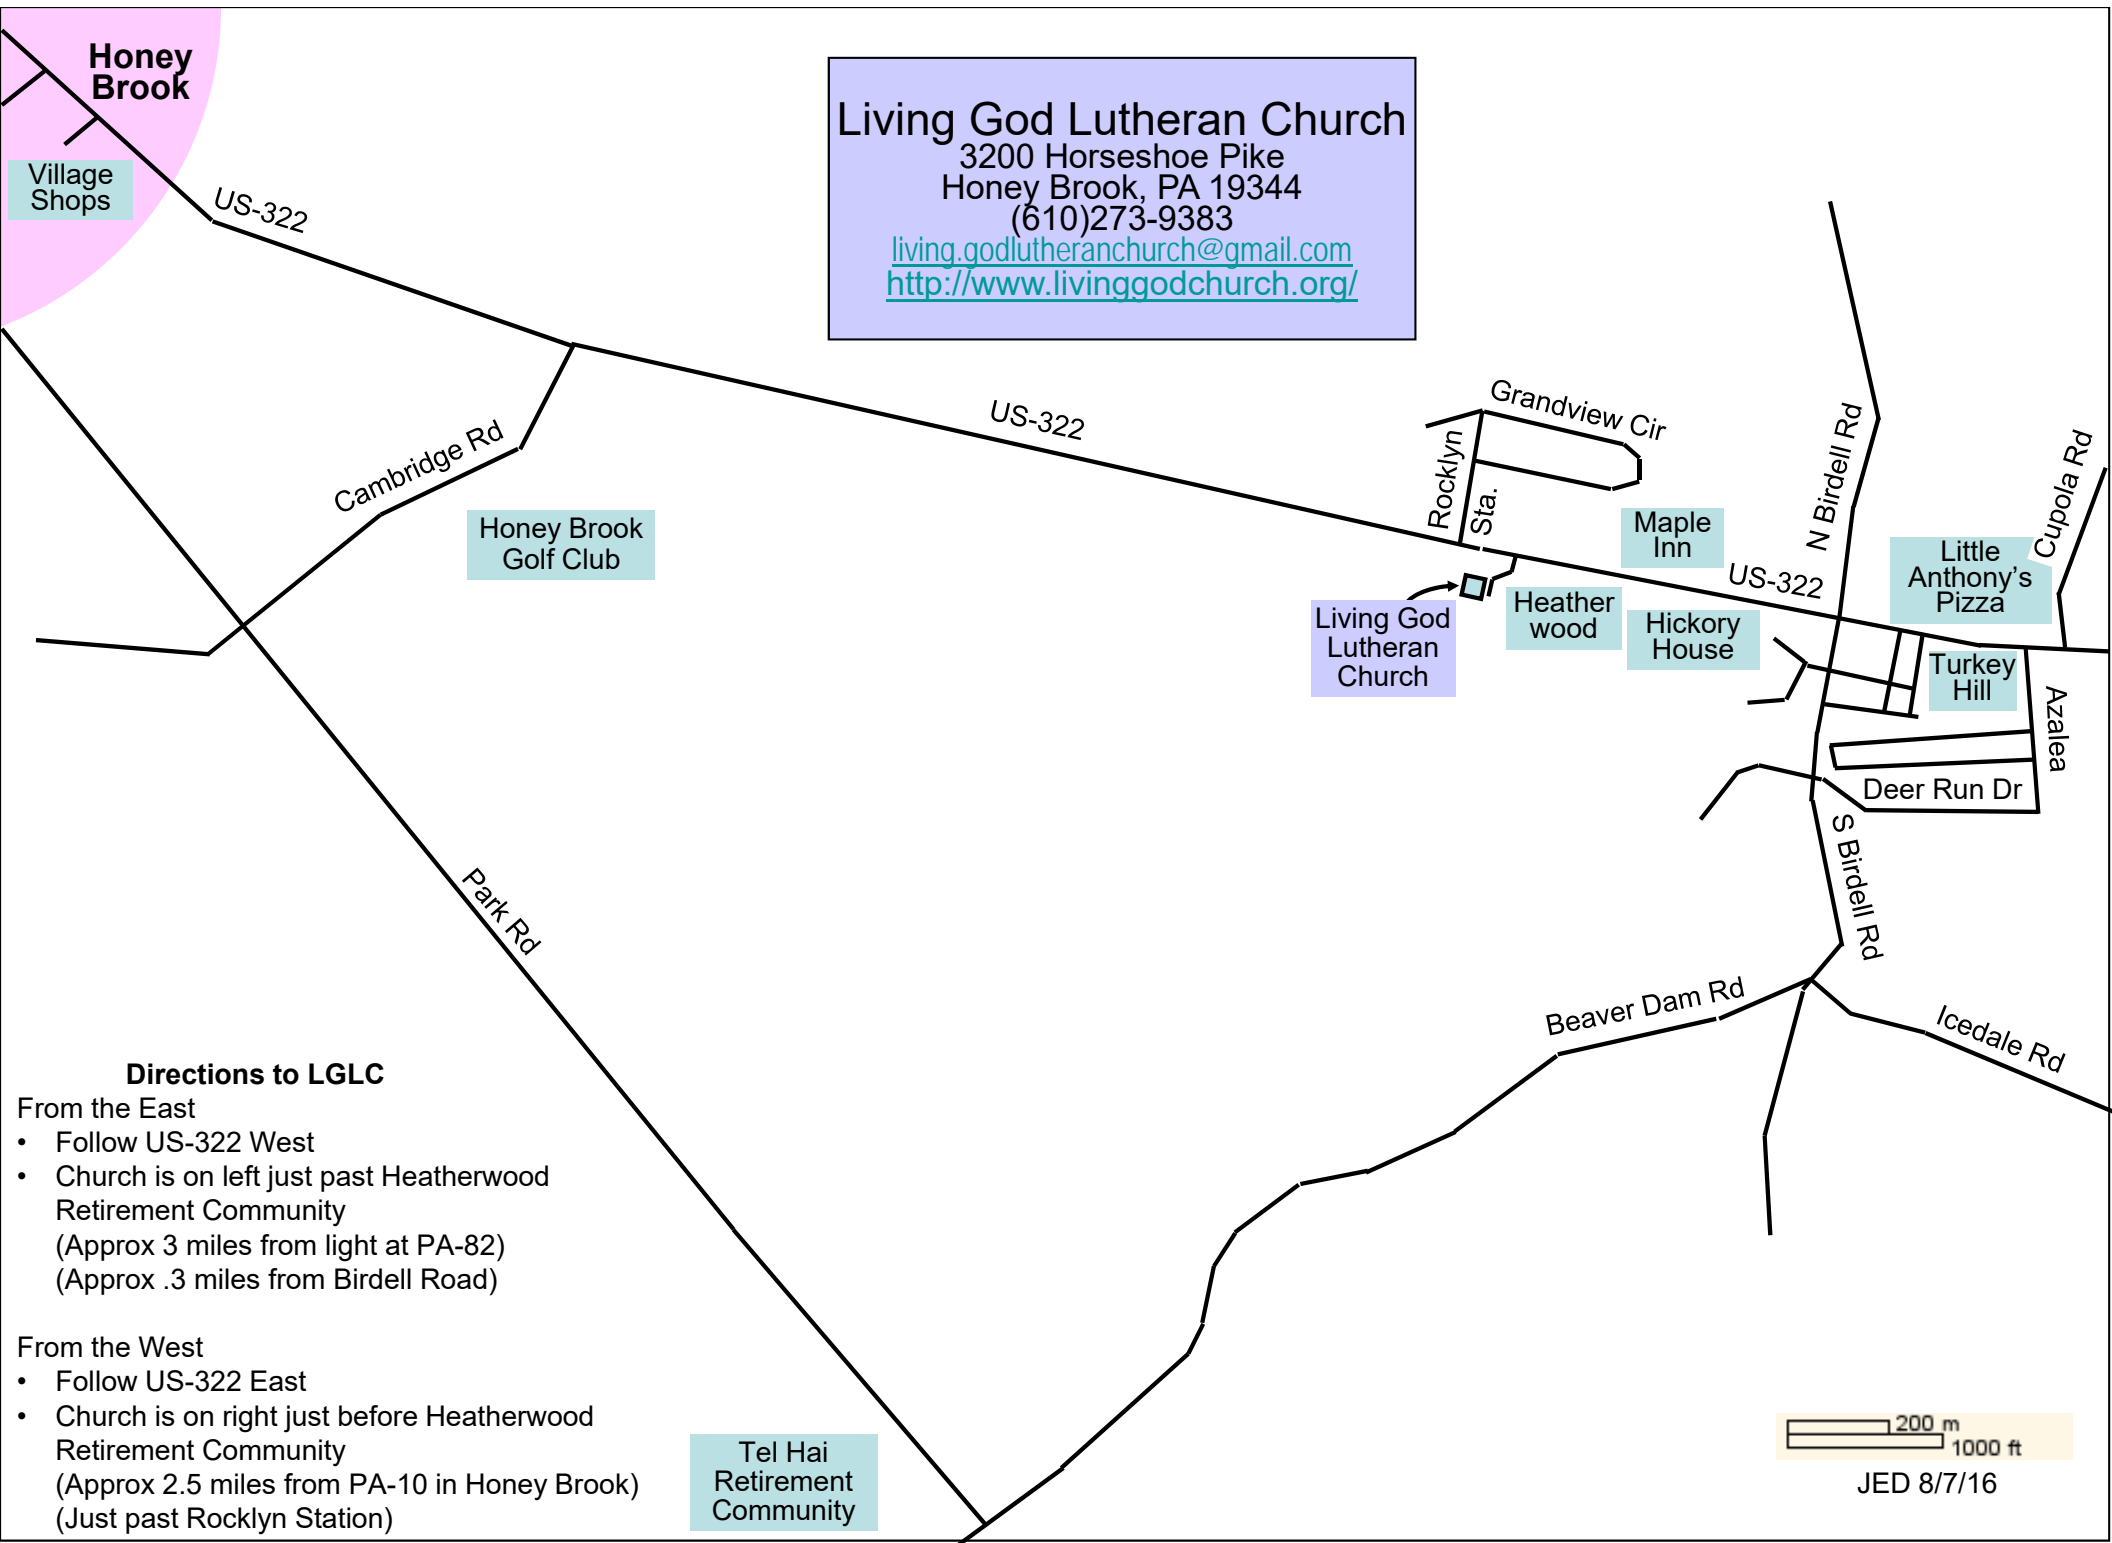 Honey
Brook
Village
Shops
US-322
Living God Lutheran Church
3200 Horseshoe Pike
Honey Brook, PA 19344
(610)273-9383
living.godlutheranchurch@gmail.com
http://www.livinggodchurch.org/
US-322
Cambridge Rd
Honey Brook
Golf Club
Grandview Cir
Rocklyn
Sta.
Maple
Inn
N Birdell Rd
Cupola Rd
Little
Anthony’s
Pizza
US-322
Living God
Lutheran
Church
Heather
wood
Hickory
House
Turkey
Hill
Azalea
Deer Run Dr
S Birdell Rd
Park Rd
Beaver Dam Rd
Icedale Rd
Directions to LGLC
From the East
• Follow US-322 West
• Church is on left just past Heatherwood
Retirement Community
(Approx 3 miles from light at PA-82)
(Approx .3 miles from Birdell Road)
From the West
• Follow US-322 East
• Church is on right just before Heatherwood
Retirement Community
(Approx 2.5 miles from PA-10 in Honey Brook)
(Just past Rocklyn Station)
Tel Hai
Retirement
Community
200 m
1000 ft
JED 8/7/16